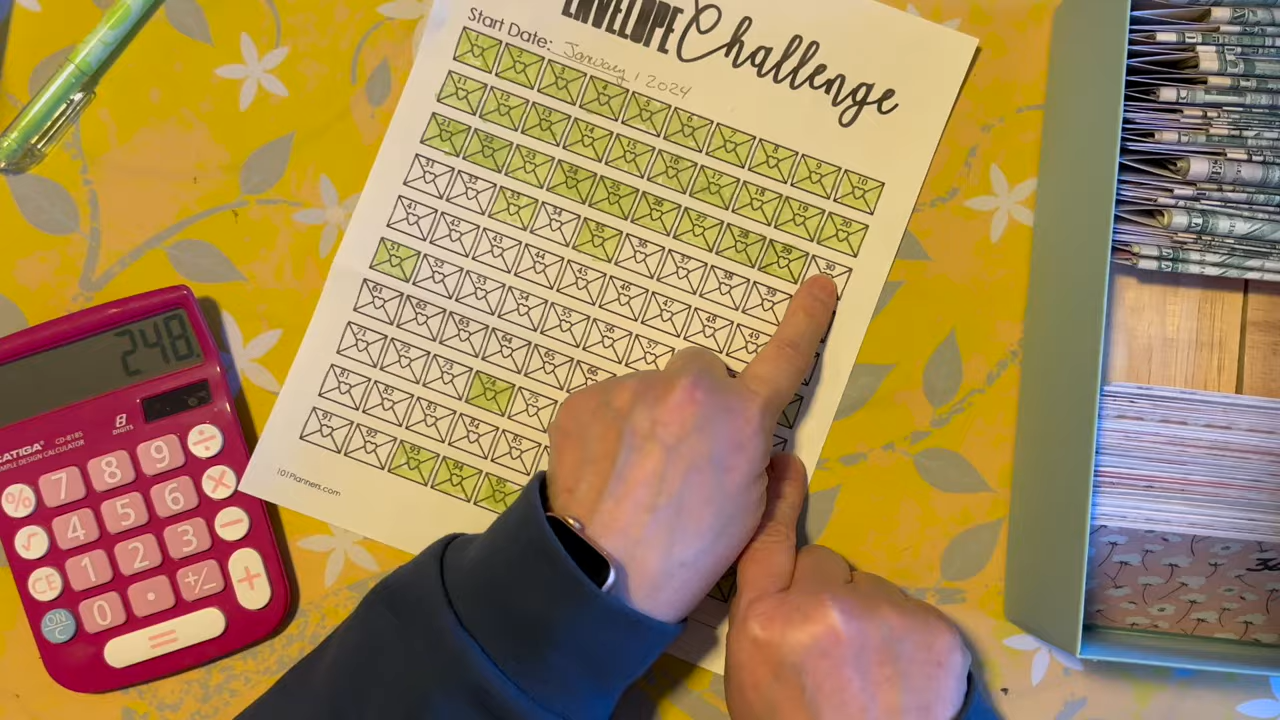 ENVELOPE Challenge
Start Date: January 1 2024
1 2 3 4 5 6 7 8 9 10
11 12 13 14 15 16 17 18 19 20
21 22 23 24 25 26 27 28 29 30
31 32 33 34 35 36 37 38 39
41 42 43 44 45 46 47 48 49
51 52 53 54 55 56 57
61 62 63 64 65 66
71 72 73 74 75
81 82 83 84 85
91 92 93 94 95
101Planners.com
248.
8
DIGITS
CD-8185
SIMPLE DESIGN CALCULATOR
% 7 8 9 ÷
√ 4 5 6 ×
CE 1 2 3 −
ON/C 0 • +/- +
=